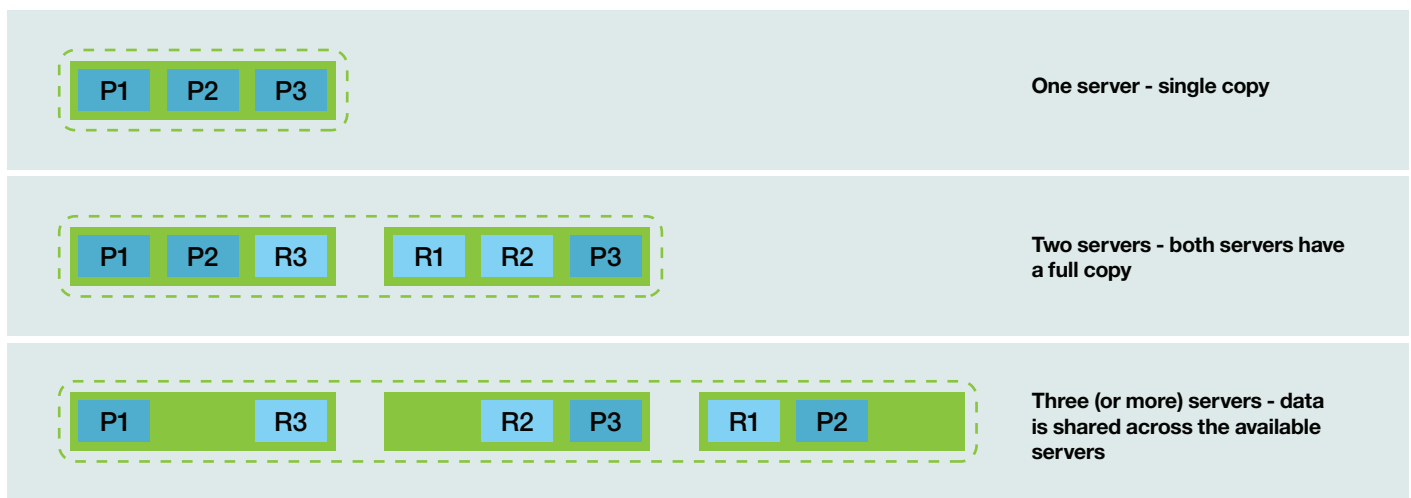 P1 P2 P3
One server - single copy
P1 P2 R3 R1 R2 P3
Two servers - both servers have
a full copy
P1 R3 R2 P3 R1 P2
Three (or more) servers - data
is shared across the available
servers